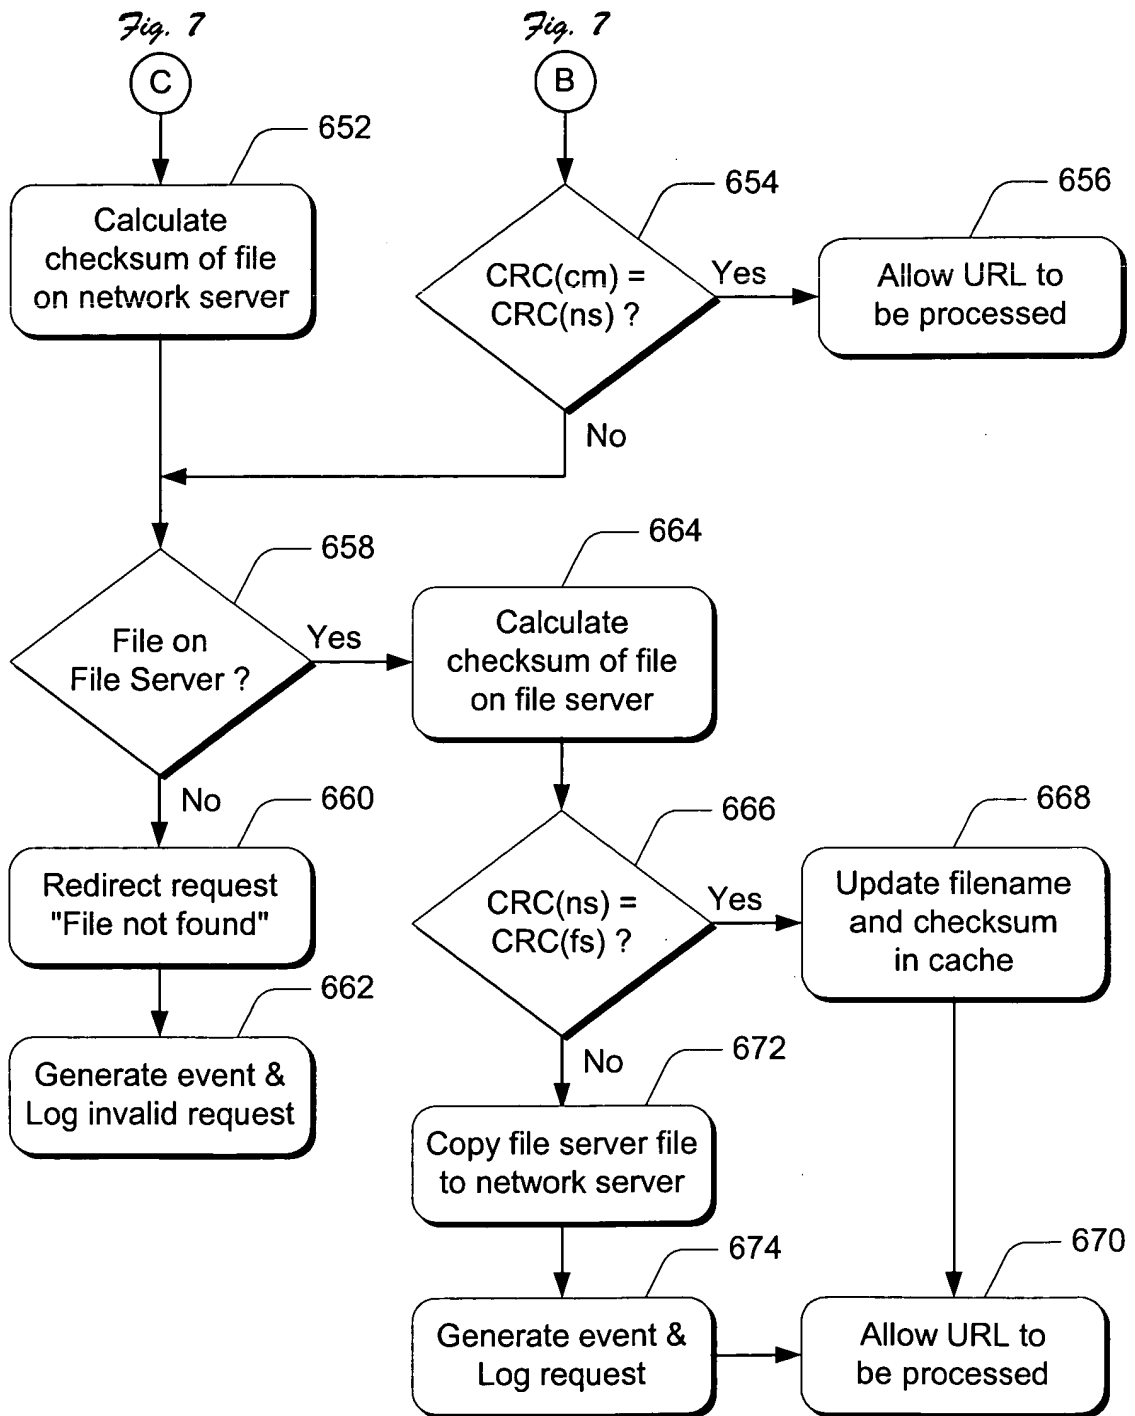 Fig. 7
C
Fig. 7
B
652
Calculate
checksum of file
on network server
654
CRC(cm) =
CRC(ns) ?
Yes
656
Allow URL to
be processed
No
658
File on
File Server ?
Yes
664
Calculate
checksum of file
on file server
No
660
Redirect request
"File not found"
662
Generate event &
Log invalid request
666
CRC(ns) =
CRC(fs) ?
Yes
668
Update filename
and checksum
in cache
No
672
Copy file server file
to network server
674
Generate event &
Log request
670
Allow URL to
be processed